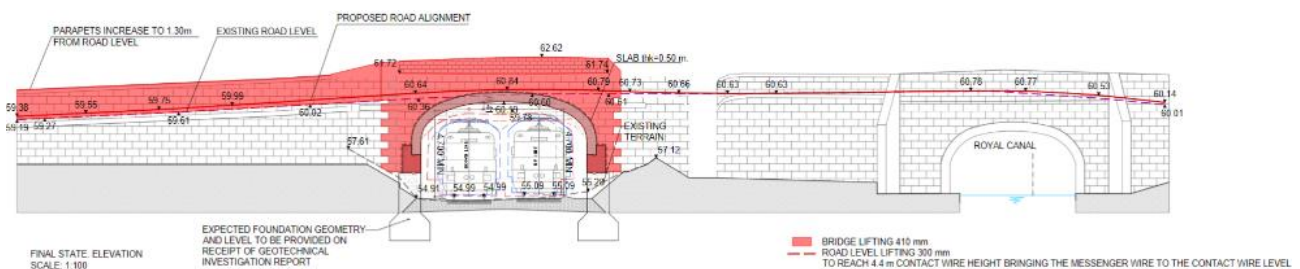 PARAPETS INCREASE TO 1.30m
FROM ROAD LEVEL
EXISTING ROAD LEVEL
PROPOSED ROAD ALIGNMENT
62.62
61.72
61.74
SLAB thk=0.50 m.
60.64
60.84
60.79
60.73
60.66
60.63
60.63
60.78
60.77
60.53
60.14
60.01
59.38
59.55
59.75
59.99
60.36
60.61
59.19
59.27
59.61
60.02
EXISTING
TERRAIN
57.61
57.12
ROYAL CANAL
54.91
54.99
54.99
55.09
55.09
55.20
EXPECTED FOUNDATION GEOMETRY
AND LEVEL TO BE PROVIDED ON
RECEIPT OF GEOTECHNICAL
INVESTIGATION REPORT
FINAL STATE. ELEVATION
SCALE: 1:100
BRIDGE LIFTING 410 mm
ROAD LEVEL LIFTING 300 mm
TO REACH 4.4 m CONTACT WIRE HEIGHT BRINGING THE MESSENGER WIRE TO THE CONTACT WIRE LEVEL